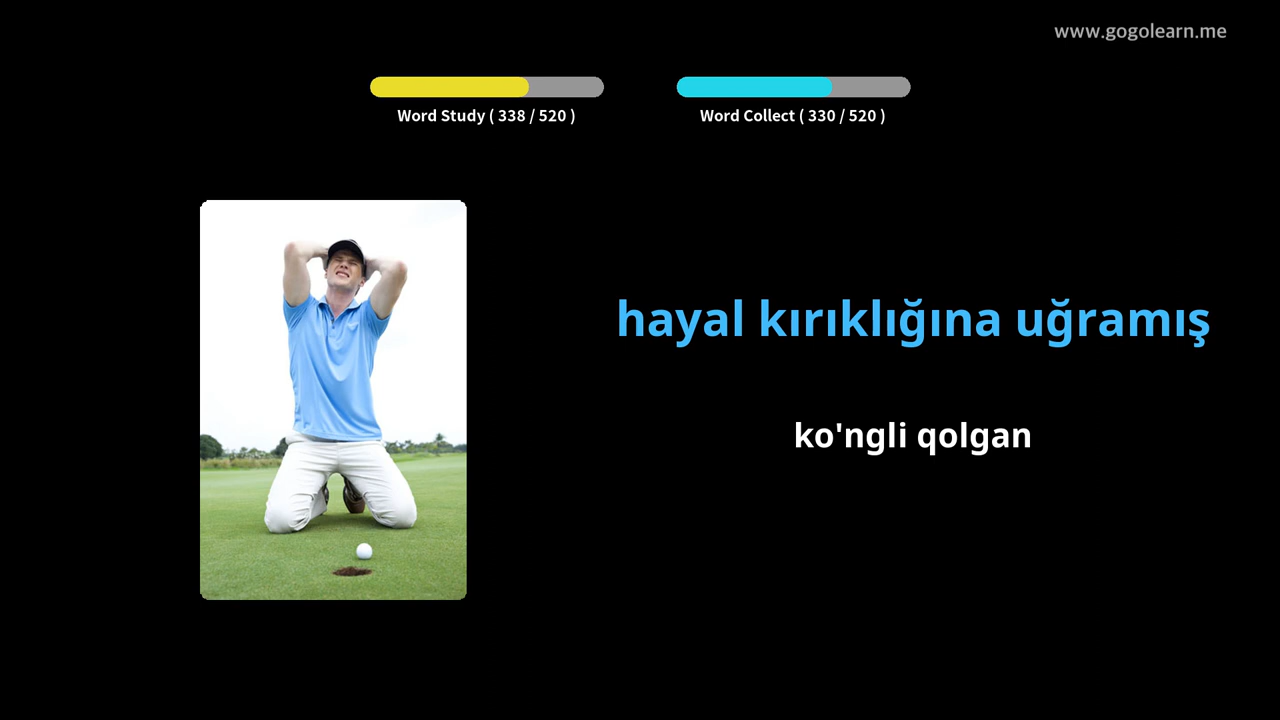 www.gogolearn.me
Word Study ( 338 / 520 )
Word Collect ( 330 / 520 )
hayal kırıklığına uğramış
ko'ngli qolgan